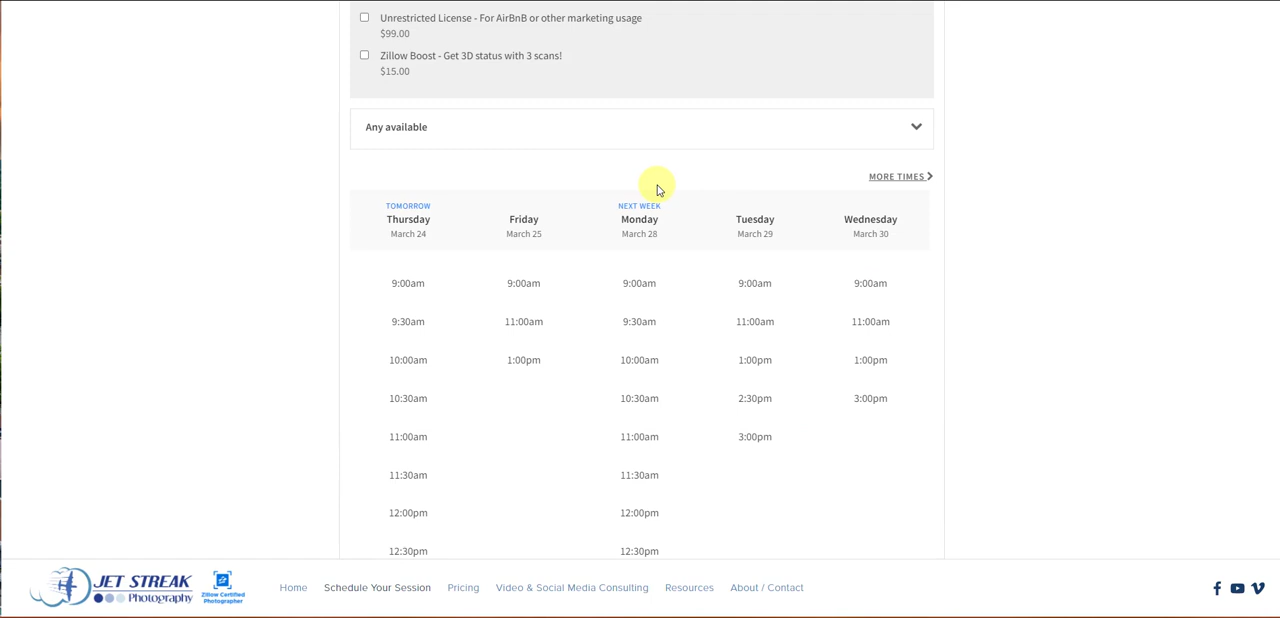 Unrestricted License - For AirBnB or other marketing usage
$99.00
Zillow Boost - Get 3D status with 3 scans!
$15.00
Any available
MORE TIMES
TOMORROW NEXT WEEK
Thursday Friday Monday Tuesday Wednesday
March 24 March 25 March 28 March 29 March 30
9:00am 9:00am 9:00am 9:00am 9:00am
9:30am 11:00am 9:30am 11:00am 11:00am
10:00am 1:00pm 10:00am 1:00pm 1:00pm
10:30am 10:30am 2:30pm 3:00pm
11:00am 11:00am 3:00pm
11:30am 11:30am
12:00pm 12:00pm
12:30pm 12:30pm
JET STREAK
Photography
Zillow Certified
Photographer
Home Schedule Your Session Pricing Video & Social Media Consulting Resources About / Contact